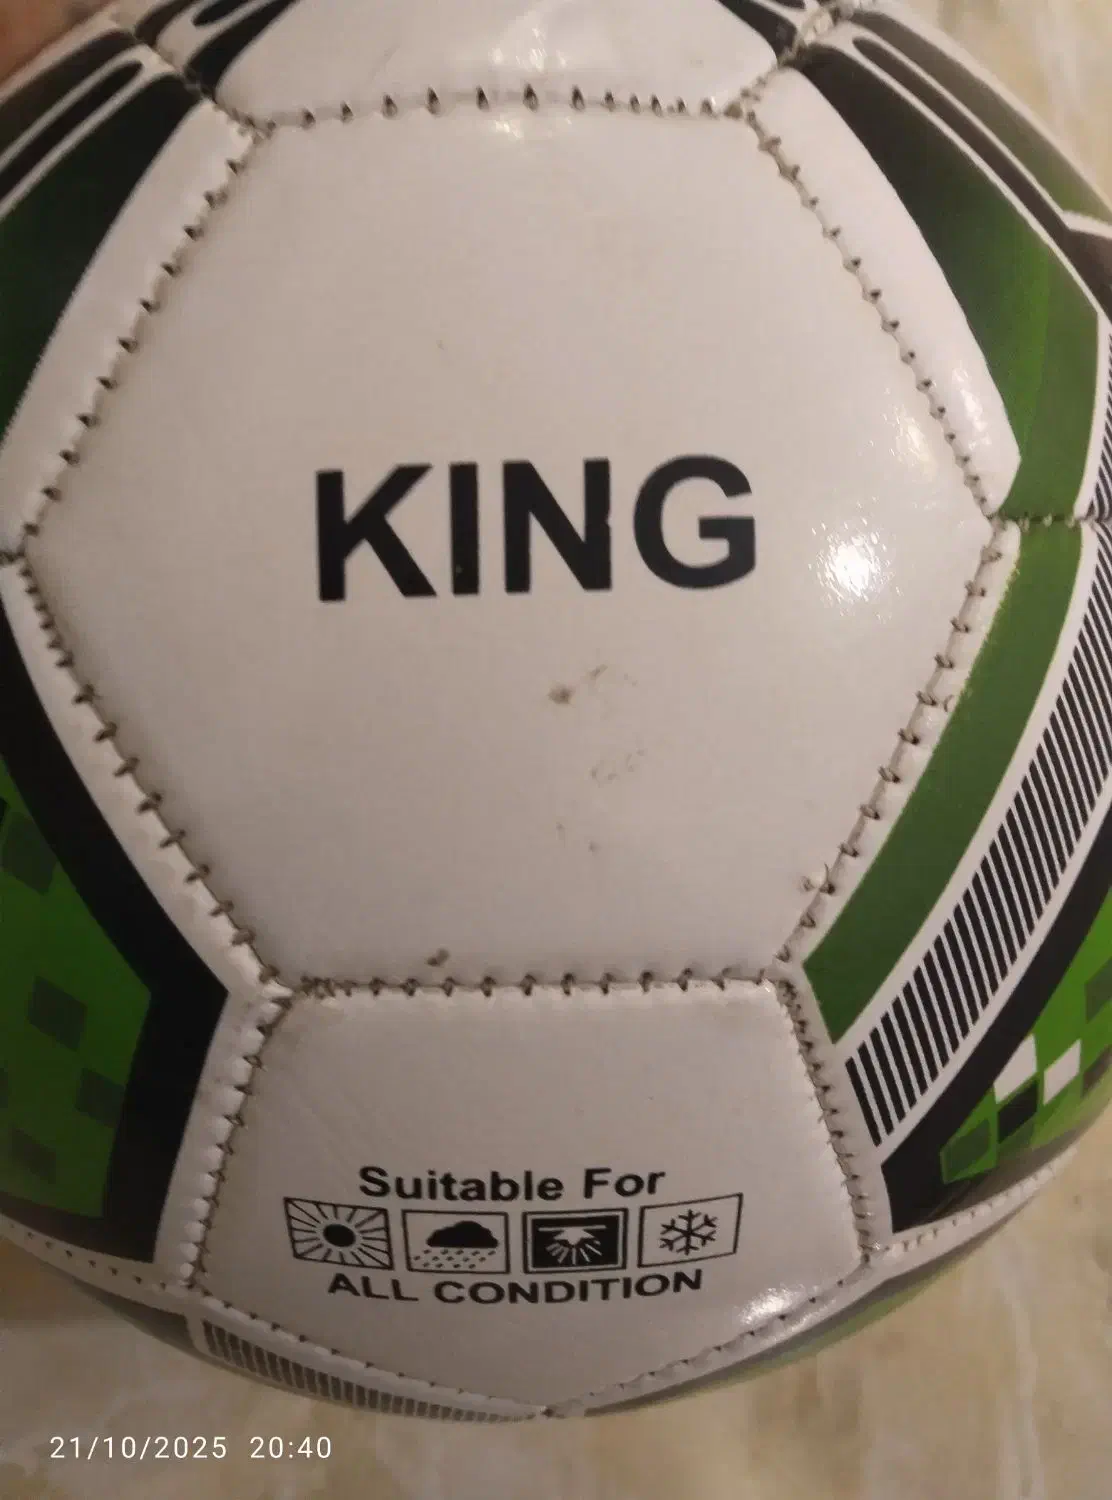 KING
Suitable For
ALL CONDITION
21/10/2025 20:40